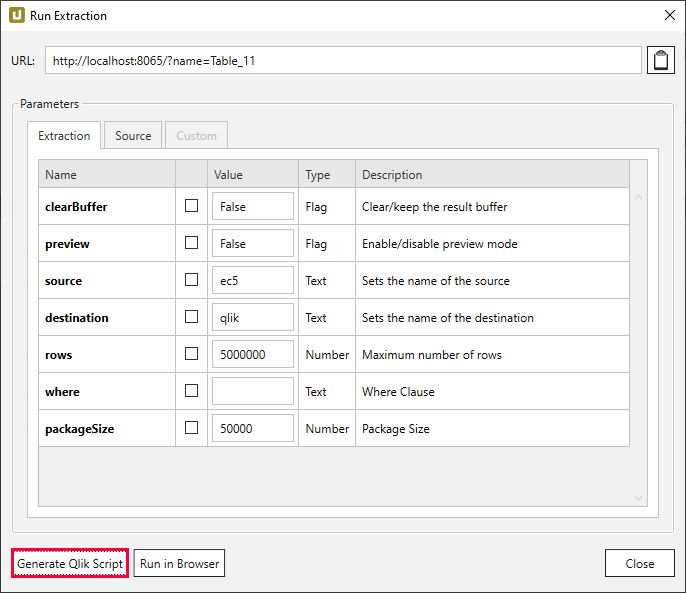 Run Extraction
URL: http://localhost:8065/?name=Table_11
Parameters
Extraction Source Custom
Name Value Type Description
clearBuffer False Flag Clear/keep the result buffer
preview False Flag Enable/disable preview mode
source ec5 Text Sets the name of the source
destination qlik Text Sets the name of the destination
rows 5000000 Number Maximum number of rows
where Text Where Clause
packageSize 50000 Number Package Size
Generate Qlik Script Run in Browser Close